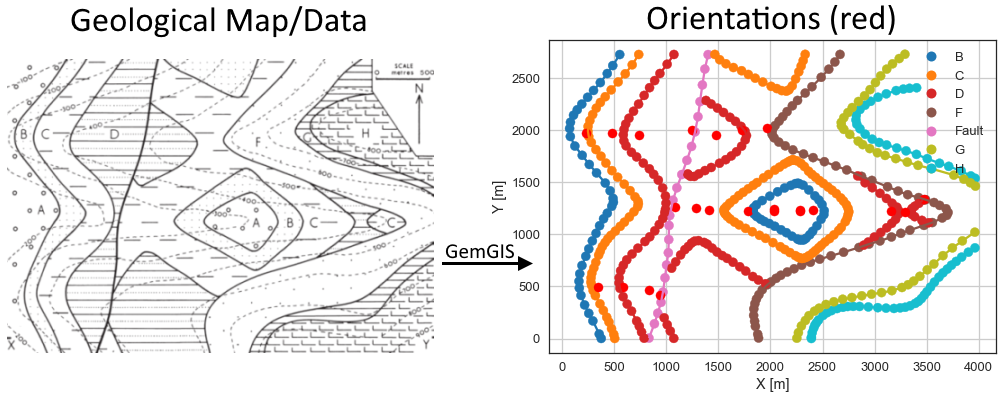 Geological Map/Data
Orientations (red)
SCALE
metres 500
N
B C D F H
A A B C C
X Y
GemGIS
Y [m]
2500
2000
1500
1000
500
0
0 500 1000 1500 2000 2500 3000 3500 4000
X [m]
B
C
D
F
Fault
G
H